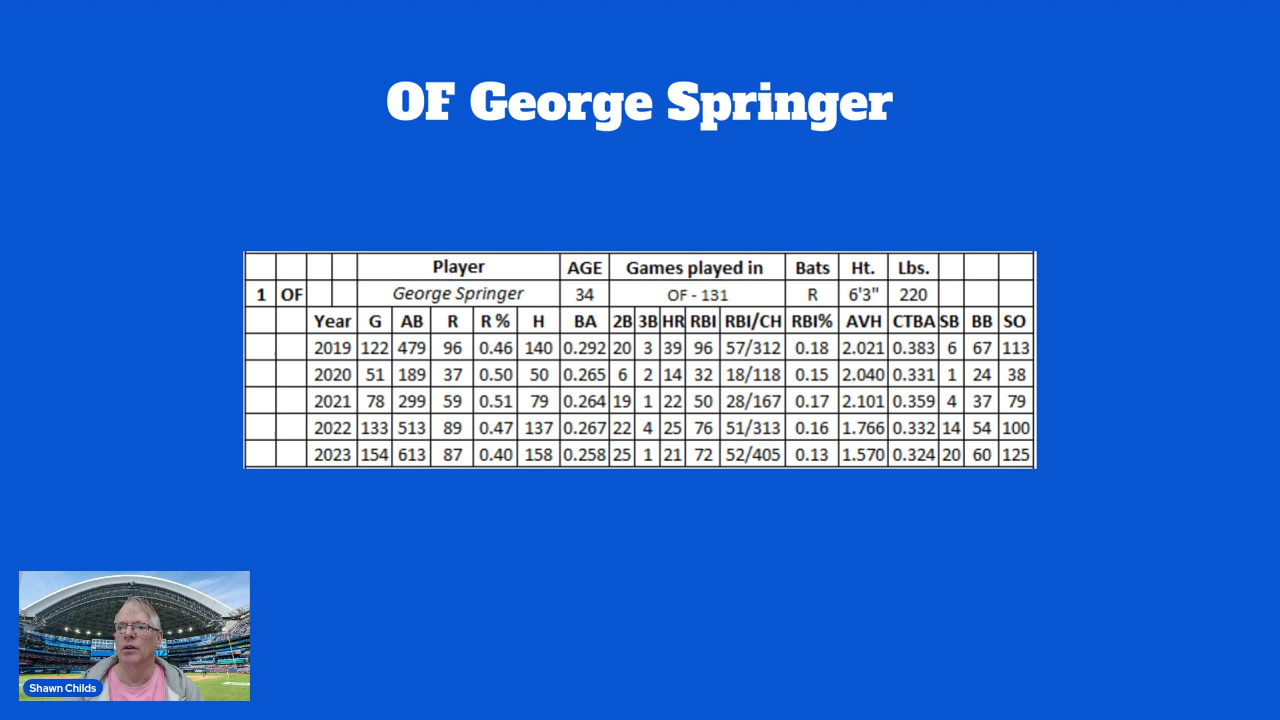 OF George Springer
Player AGE Games played in Bats Ht. Lbs.
1 OF George Springer 34 OF - 131 R 6'3" 220
Year G AB R R % H BA 2B 3B HR RBI RBI/CH RBI% AVH CTBA SB BB SO
2019 122 479 96 0.46 140 0.292 20 3 39 96 57/312 0.18 2.021 0.383 6 67 113
2020 51 189 37 0.50 50 0.265 6 2 14 32 18/118 0.15 2.040 0.331 1 24 38
2021 78 299 59 0.51 79 0.264 19 1 22 50 28/167 0.17 2.101 0.359 4 37 79
2022 133 513 89 0.47 137 0.267 22 4 25 76 51/313 0.16 1.766 0.332 14 54 100
2023 154 613 87 0.40 158 0.258 25 1 21 72 52/405 0.13 1.570 0.324 20 60 125
Shawn Childs